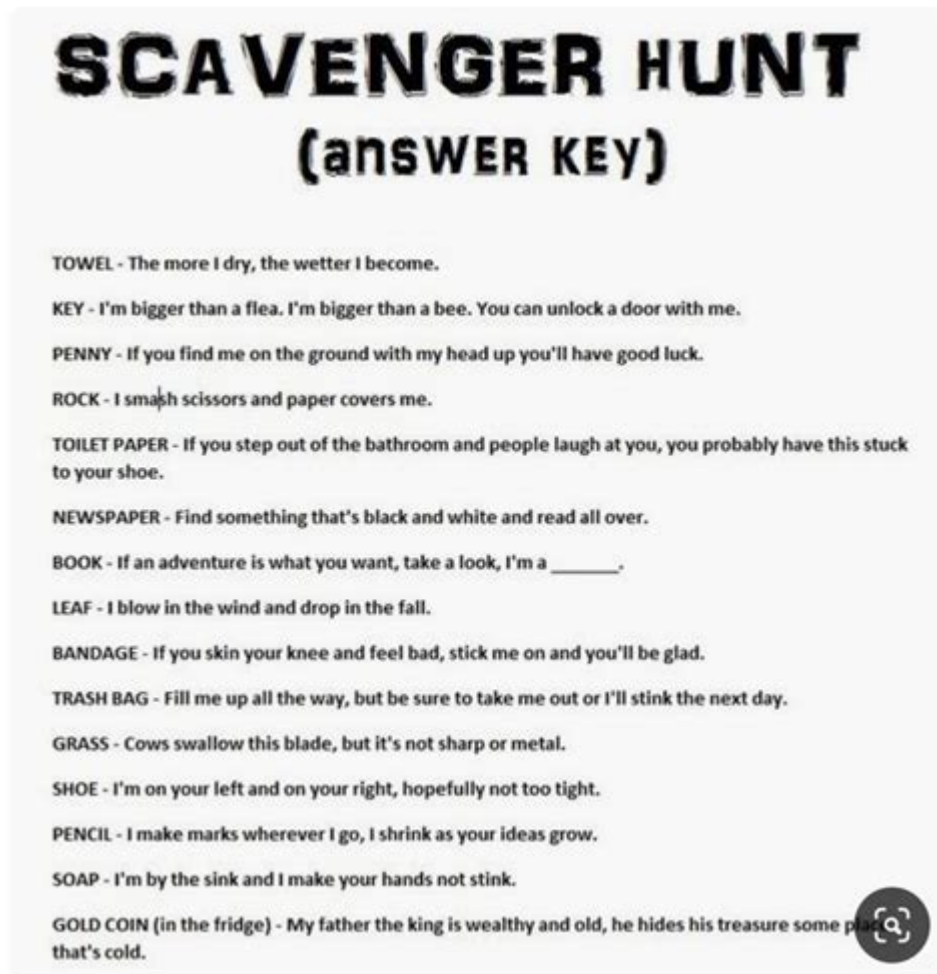 SCAVENGER HUNT
(anSWER KEY)
TOWEL - The more I dry, the wetter I become.
KEY - I'm bigger than a flea. I'm bigger than a bee. You can unlock a door with me.
PENNY - If you find me on the ground with my head up you'll have good luck.
ROCK - I smash scissors and paper covers me.
TOILET PAPER - If you step out of the bathroom and people laugh at you, you probably have this stuck
to your shoe.
NEWSPAPER - Find something that's black and white and read all over.
BOOK - If an adventure is what you want, take a look, I'm a _______.
LEAF - I blow in the wind and drop in the fall.
BANDAGE - If you skin your knee and feel bad, stick me on and you'll be glad.
TRASH BAG - Fill me up all the way, but be sure to take me out or I'll stink the next day.
GRASS - Cows swallow this blade, but it's not sharp or metal.
SHOE - I'm on your left and on your right, hopefully not too tight.
PENCIL - I make marks wherever I go, I shrink as your ideas grow.
SOAP - I'm by the sink and I make your hands not stink.
GOLD COIN (in the fridge) - My father the king is wealthy and old, he hides his treasure some
that's cold.